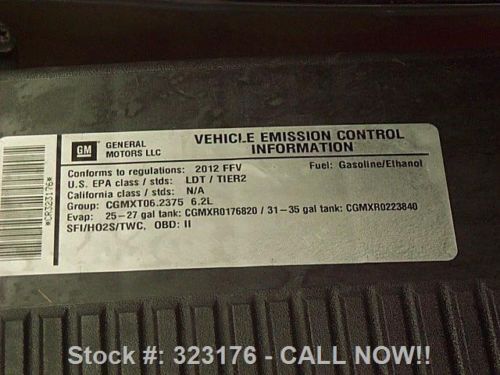 GM
GENERAL
MOTORS LLC
VEHICLE EMISSION CONTROL
INFORMATION
Conforms to regulations: 2012 FFV
Fuel: Gasoline/Ethanol
U.S. EPA class / stds: LDT / TIER2
California class / stds: N/A
Group: CGMXT06.2375 6.2L
Evap: 25-27 gal tank: CGMXR0176820 / 31-35 gal tank: CGMXR0223840
SFI/HO2S/TWC, OBD: II
*CR323176*
Stock #: 323176 - CALL NOW!!